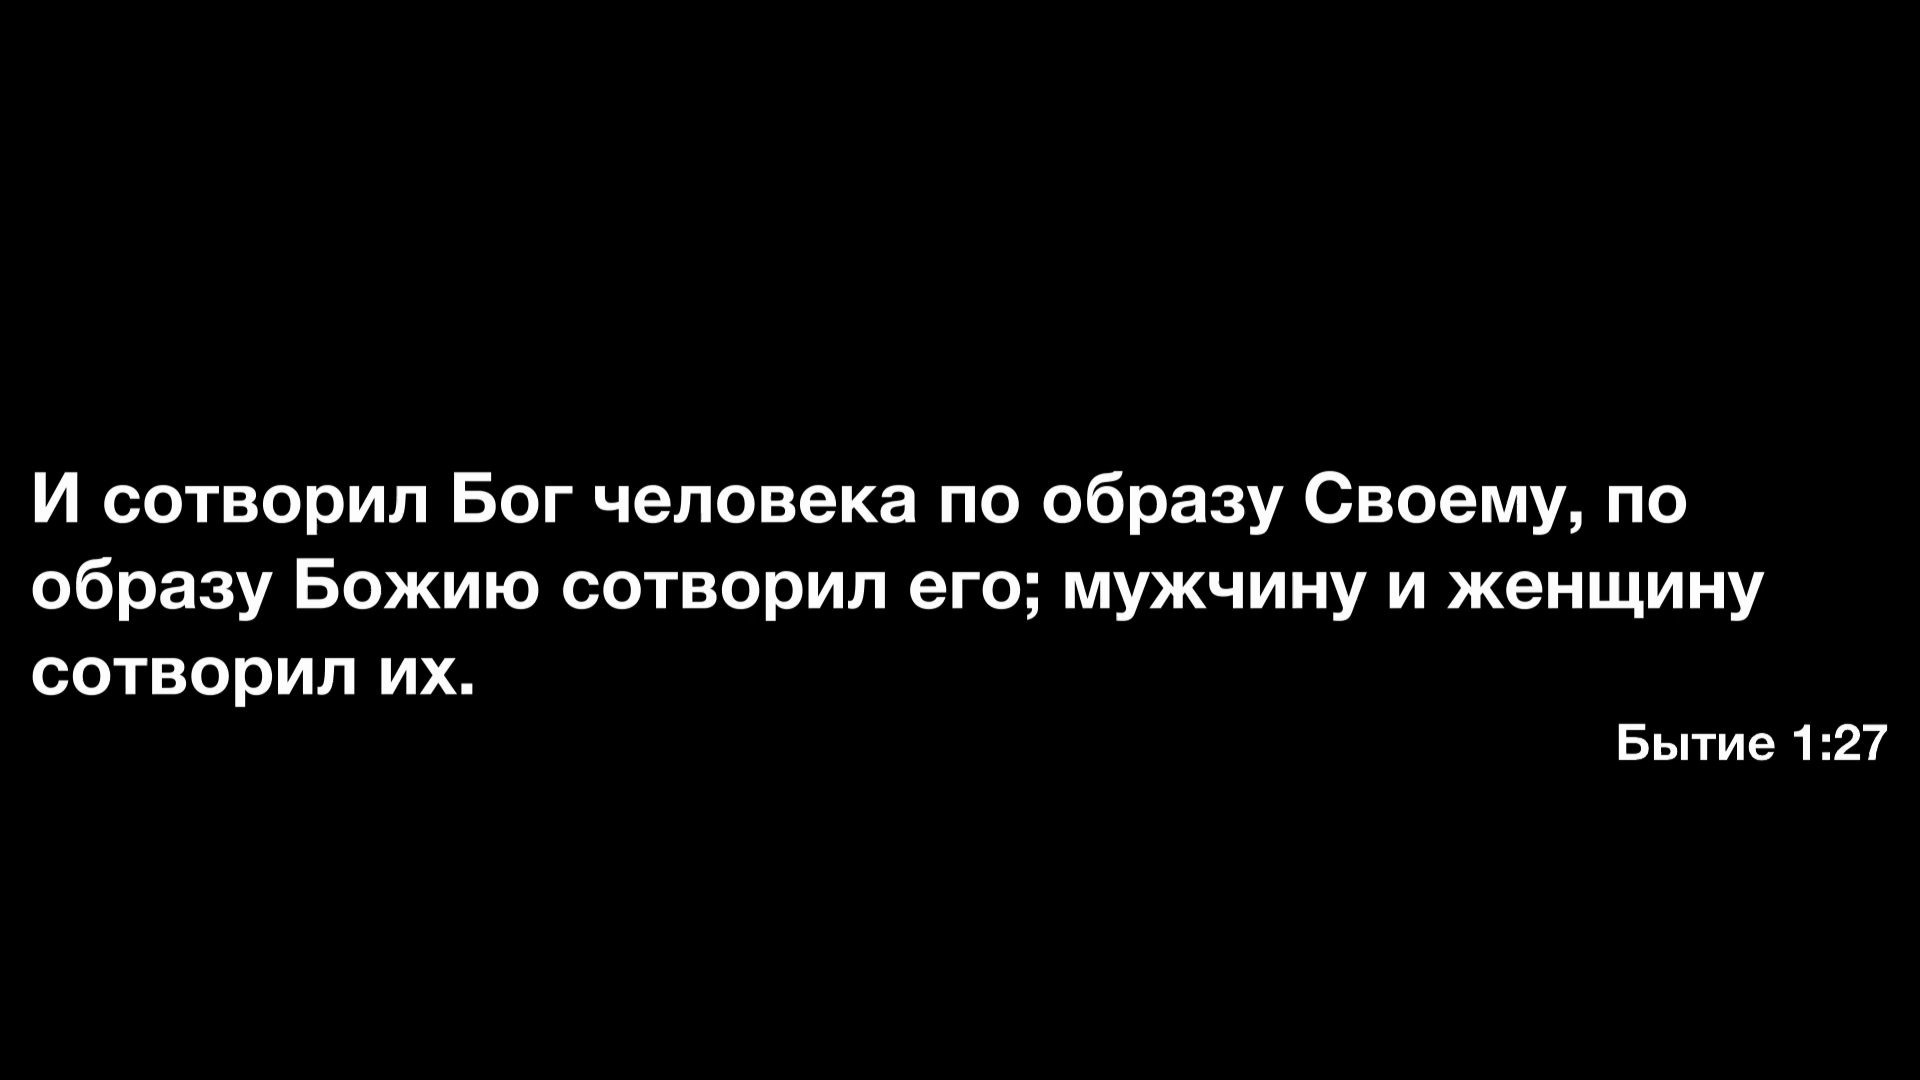 И сотворил Бог человека по образу Своему, по
образу Божию сотворил его; мужчину и женщину
сотворил их.
Бытие 1:27